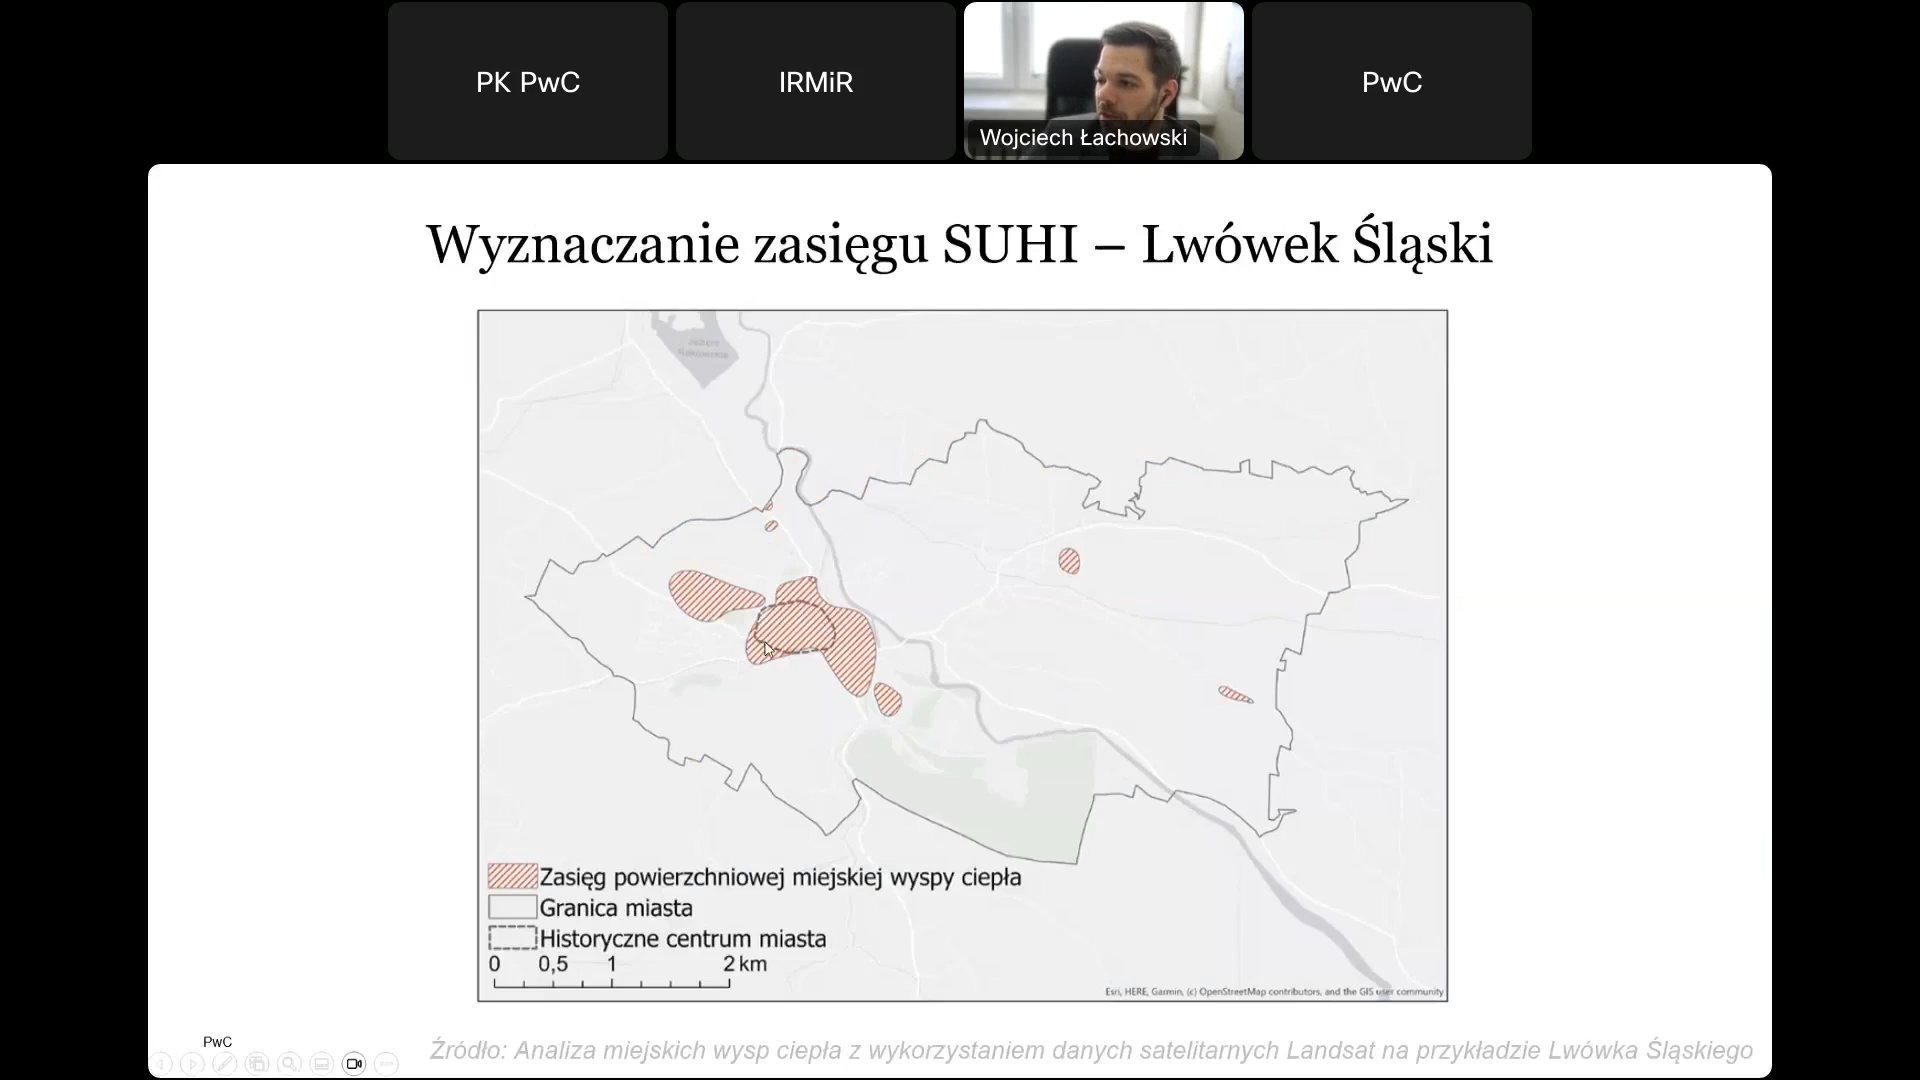 PK PwC
IRMiR
Wojciech Łachowski
PwC
Wyznaczanie zasięgu SUHI – Lwówek Śląski
Zasięg powierzchniowej miejskiej wyspy ciepła
Granica miasta
Historyczne centrum miasta
0 0,5 1 2 km
Esri, HERE, Garmin, (c) OpenStreetMap contributors, and the GIS user community
PwC
Źródło: Analiza miejskich wysp ciepła z wykorzystaniem danych satelitarnych Landsat na przykładzie Lwówka Śląskiego